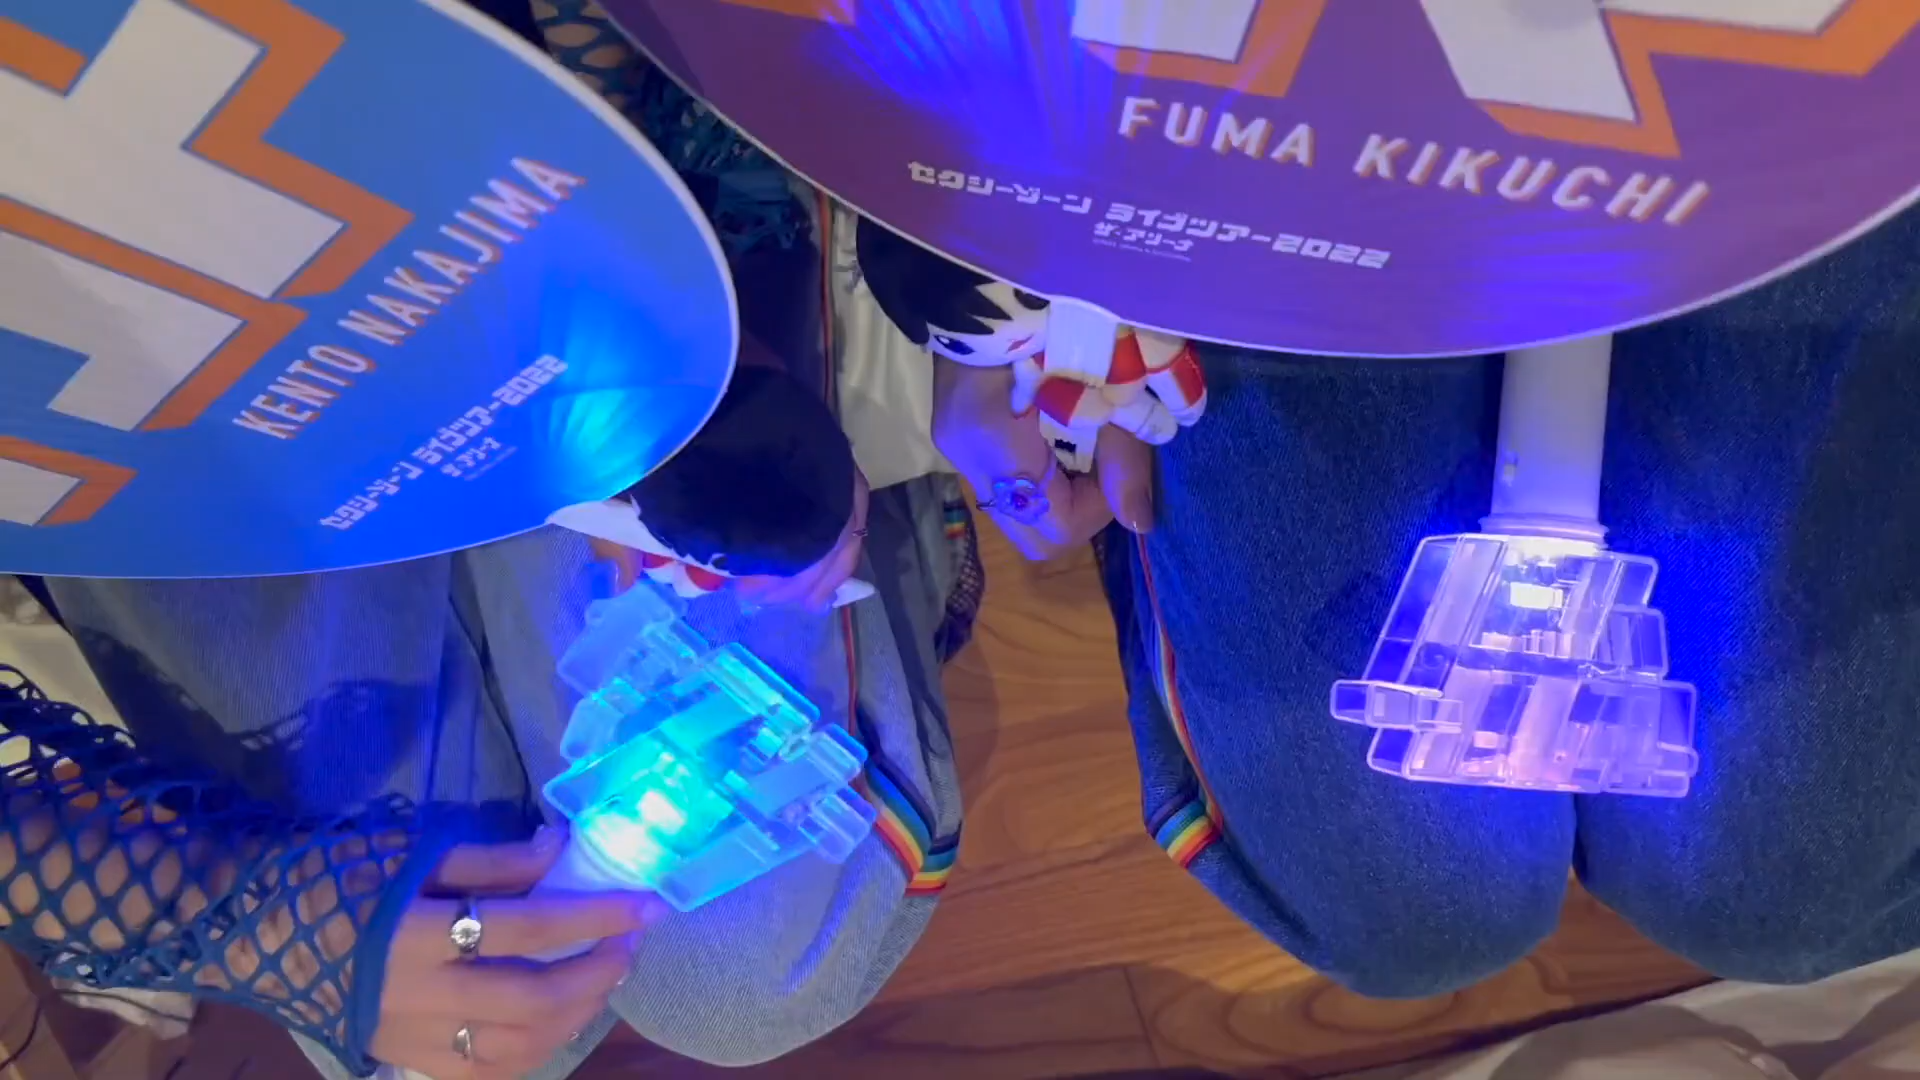 KENTO NAKAJIMA
セクシーゾーン ライブツアー2022
ザ・アリーナ
FUMA KIKUCHI
セクシーゾーン ライブツアー2022
ザ・アリーナ